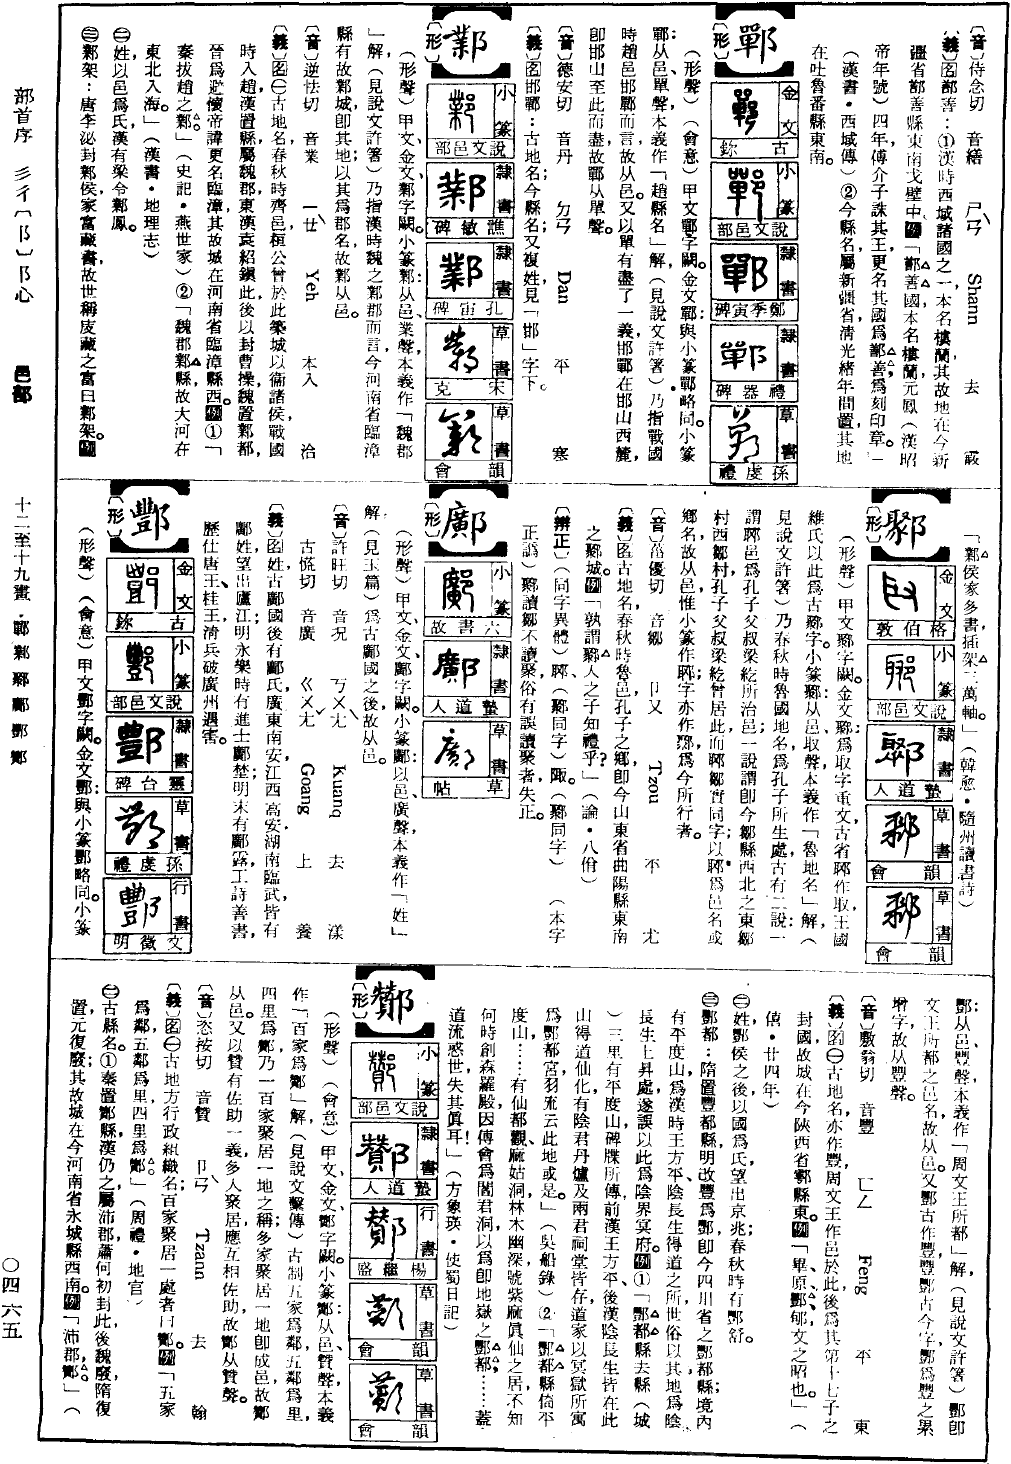 〔音〕侍念切　音繕　ㄕㄢ　Shann　去　霰
〔義〕図鄯善：①漢時西域諸國之一本名樓蘭其故地在今新
疆省鄯善縣東南戈壁中例「鄯善國本名樓蘭元鳳（漢昭
帝年號）四年傅介子誅其王更名其國爲鄯善爲刻印章。」
（漢書・西域傳）②今縣名屬新疆省淸光緒年間置其地
在吐魯番縣東南。
鄲
〔形〕
金文　古鉥
小篆　說文邑部
隸書　鄭季寅碑
隸書　禮器碑
草書　孫虔禮
（形聲）（會意）甲文鄲字闕金文鄲與小篆鄲略同小篆
鄲从邑單聲本義作「趙縣名」解（見說文許箸）乃指戰國
時趙邑邯鄲而言故从邑。又以單有盡了一義邯鄲在邯山西麓，
卽邯山至此而盡故鄲从單聲。
〔音〕德安切　音丹　ㄉㄢ　Dan　平　寒
〔義〕図邯鄲：古地名今縣名又複姓見「邯」字下。
鄴
〔形〕
小篆　說文邑部
隸書　譙敏碑
隸書　孔宙碑
草書　宋克
草書　韻會
（形聲）甲文金文鄴字闕小篆鄴：从邑業聲本義作「魏郡
縣」解（見說文許箸）乃指漢時魏之鄴郡而言今河南省臨漳
縣有故鄴城卽其地；以其爲郡名故鄴从邑。
〔音〕逆怯切　音業　ㄧㄝ　Yeh　本入　洽
〔義〕図㊀古地名春秋時齊邑桓公嘗於此築城以衞諸侯戰國
時入趙漢置縣屬魏郡東漢袁紹鎭此後以封曹操魏置鄴都，
晉爲避懷帝諱更名臨漳其故城在河南省臨漳縣西。例①「
秦拔趙之鄴。」（史記・燕世家）②「魏郡鄴縣故大河在
東北入海。」（漢書・地理志）
㊁姓以邑爲氏漢有梁令鄴鳳。
㊂鄴架：唐李泌封鄴侯家富藏書故世稱庋藏之富曰鄴架。例
「鄴侯家多書插架三萬軸。」（韓愈・隨州讀書詩）
鄹
〔形〕
金文　格伯敦
小篆　說文邑部
隸書　蟄道人
草書　韻會
草書　韻會
（形聲）甲文鄹字闕金文鄹：爲取字重文古省郰作取王國
維氏以此爲古鄹字。小篆鄹：从邑取聲本義作「魯地名」解（
見說文許箸）乃春秋時魯國地名爲孔子所生處古有二說：一
謂郰邑爲孔子父叔梁紇所治邑一說謂卽今鄒縣西北之東鄒
村西鄒村孔子父叔梁紇嘗居此而郰鄒實同字；以郰爲邑名或
鄉名故从邑惟小篆作郰字亦作鄹爲今所行者。
〔音〕菑優切　音鄒　ㄗㄡ　Tzou　平　尤
〔義〕図古地名春秋時魯邑孔子之鄉卽今山東省曲陽縣東南
之鄹城。例「孰謂鄹人之子知禮乎？」（論・八佾）
〔辨正〕（同字異體）郰（鄹同字）陬。（鄹同字）　（本字
正譌）鄹讀鄒不讀聚俗有誤讀聚者失正。
鄺
〔形〕
小篆　六書故
隸書　蟄道人
草書　草帖
（形聲）甲文、金文、鄺字闕小篆鄺：以邑廣聲本義作「姓」
解（見玉篇）爲古鄺國之後故从邑。
〔音〕許旺切　音況　ㄎㄨㄤ　Kuanq　去　漾
古慌切　音廣　ㄍㄨㄤ　Goang　上　養
〔義〕図姓古鄺國後有鄺氏廣東南安江西高安湖南臨武皆有
鄺姓望出廬江明永樂時有進士鄺埜；明末有鄺露工詩善書，
歷仕唐王桂王淸兵破廣州遇害。
酆
〔形〕
金文　古鉥
小篆　說文邑部
隸書　靈台碑
草書　孫虔禮
行書　文徵明
（形聲）（會意）甲文酆字闕金文酆與小篆酆略同。小篆
酆：从邑豐聲本義作「周文王所都」解（見說文許箸）酆卽
文王所都之邑名故从邑。又酆古作豐豐酆古今字酆爲豐之累
增字故从豐聲。
〔音〕敷翁切　音豐　ㄈㄥ　Feng　平　東
〔義〕図㊀古地名亦作豐周文王作邑於此後爲其第十七子之
封國故城在今陝西省鄠縣東。例「畢原酆郇文之昭也。」（
僖・廿四年）
㊁姓酆侯之後以國爲氏望出京兆春秋時有酆舒。
㊂酆都：隋置豐都縣明改豐爲酆卽今四川省之酆都縣；境內
有平度山爲漢時王方平、陰長生得道之所世俗以其地爲陰
長生上昇處遂誤以此爲陰界冥府。例①「酆都縣去縣（城
）三里有平度山碑牒所傳前漢王方平、後漢陰長生皆在此
山得道仙化有陰君丹爐及兩君祠堂皆存道家以冥獄所寓
爲酆都宮羽流云此地或是。」（吳船錄）②「酆都縣倚平
度山……有仙都觀、麻姑洞林木幽深號紫麻眞仙之居不知
何時創森羅殿因傅會爲閻君洞以爲卽地獄之酆都……蓋
道流惑世失其眞耳！」（方象瑛・使蜀日記）
酇
〔形〕
小篆　說文邑部
隸書　蟄道人
行書　楊維盛
草書　韻會
草書　韻會
（形聲）（會意）甲文、金文、酇字闕小篆酇：从邑、贊聲本義
作「百家爲酇」解（見說文繫傳）古制五家爲鄰五鄰爲里，
四里爲酇乃一百家聚居一地之稱；多家聚居一地卽成邑故酇
从邑。又以贊有佐助一義多人聚居應互相佐助故酇从贊聲。
〔音〕恣按切　音贊　ㄗㄢ　Tzann　去　翰
〔義〕図㊀古地方行政組織名百家聚居一處者曰酇。例「五家
爲鄰五鄰爲里四里爲酇」（周禮・地官）
㊁古縣名。①秦置酇縣漢仍之屬沛郡蕭何初封此後魏廢隋復
置元復廢其故城在今河南省永城縣西南。例「沛郡酇」（
部首序　彡彳〔阝〕阝心　邑部　十二至十九畫・鄲鄴鄹鄺酆酇　〇四六五